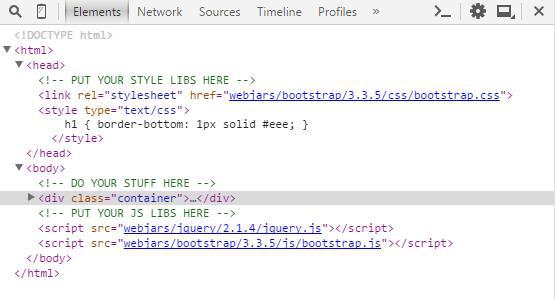 Elements Network Sources Timeline Profiles »
<!DOCTYPE html>
<html>
<head>
<!-- PUT YOUR STYLE LIBS HERE -->
<link rel="stylesheet" href="webjars/bootstrap/3.3.5/css/bootstrap.css">
<style type="text/css">
h1 { border-bottom: 1px solid #eee; }
</style>
</head>
<body>
<!-- DO YOUR STUFF HERE -->
<div class="container">…</div>
<!-- PUT YOUR JS LIBS HERE -->
<script src="webjars/jquery/2.1.4/jquery.js"></script>
<script src="webjars/bootstrap/3.3.5/js/bootstrap.js"></script>
</body>
</html>